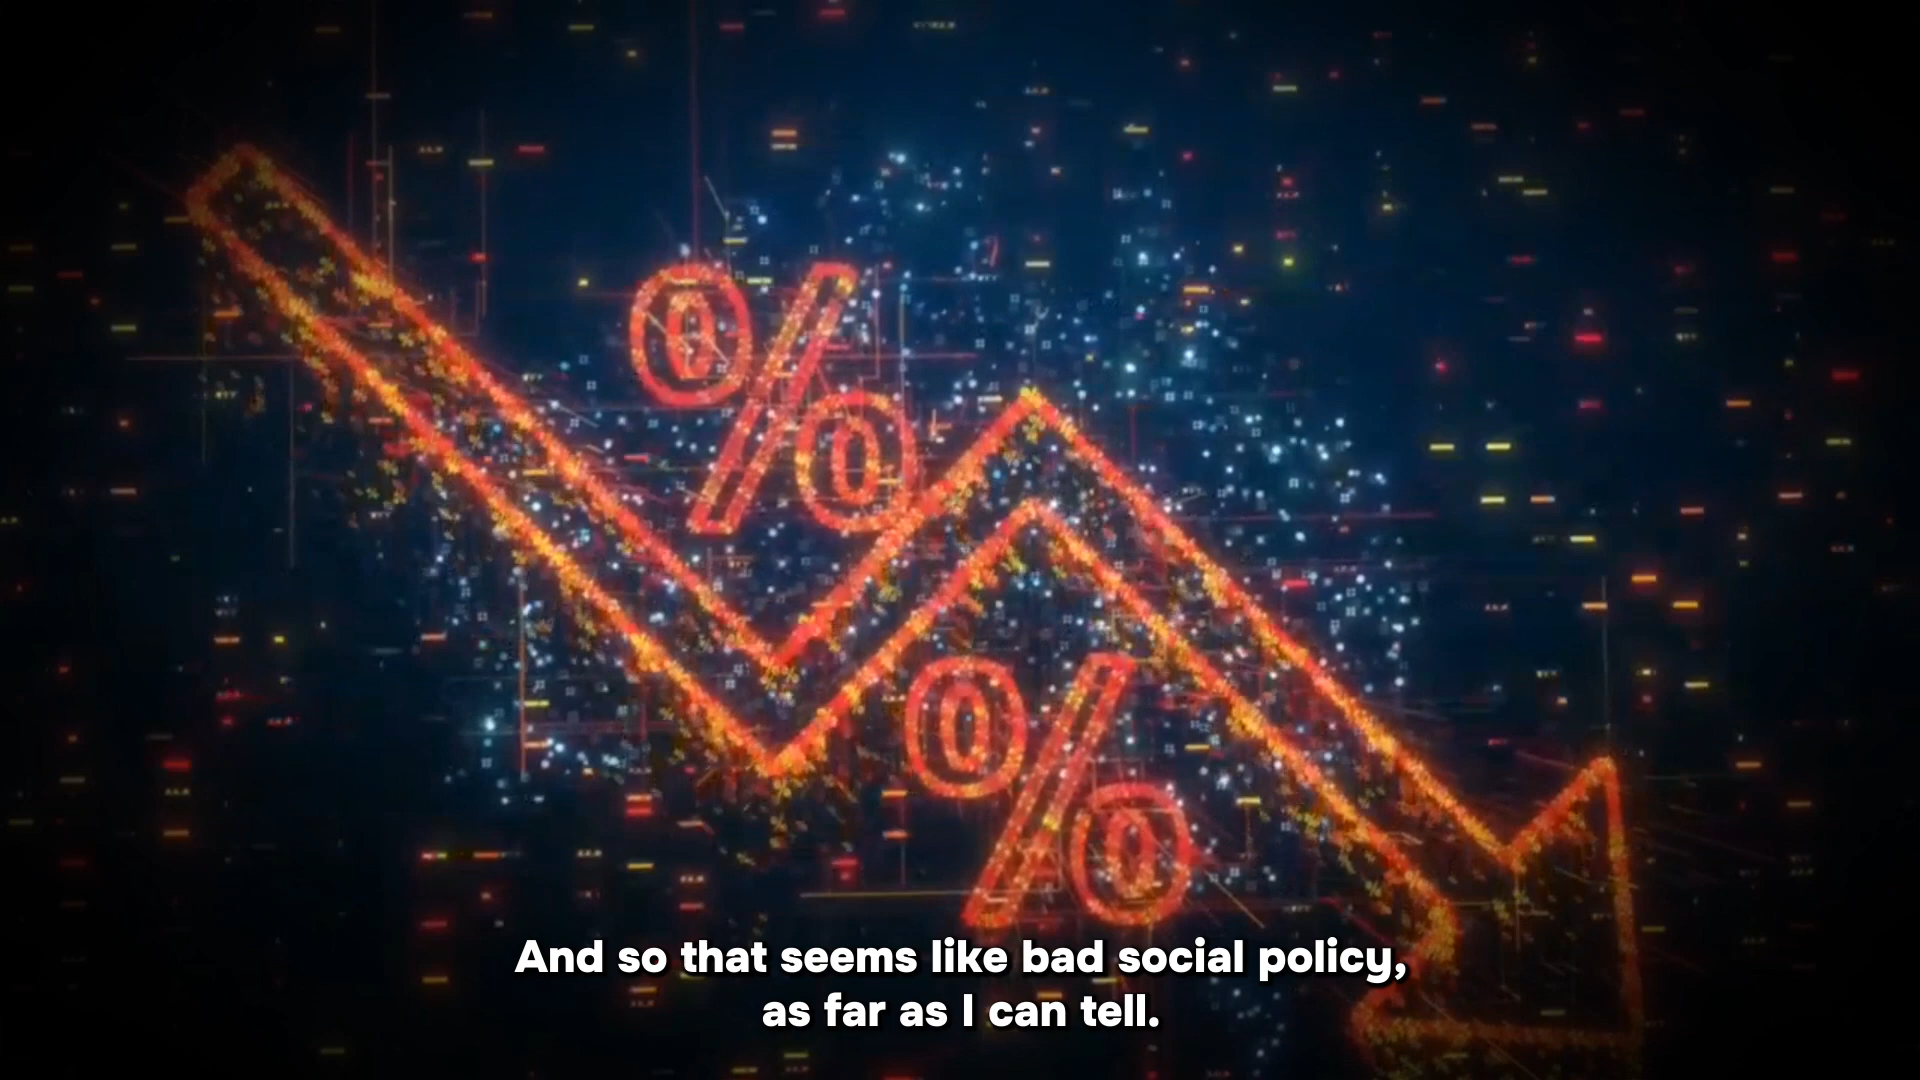 %
%
And so that seems like bad social policy,
as far as I can tell.